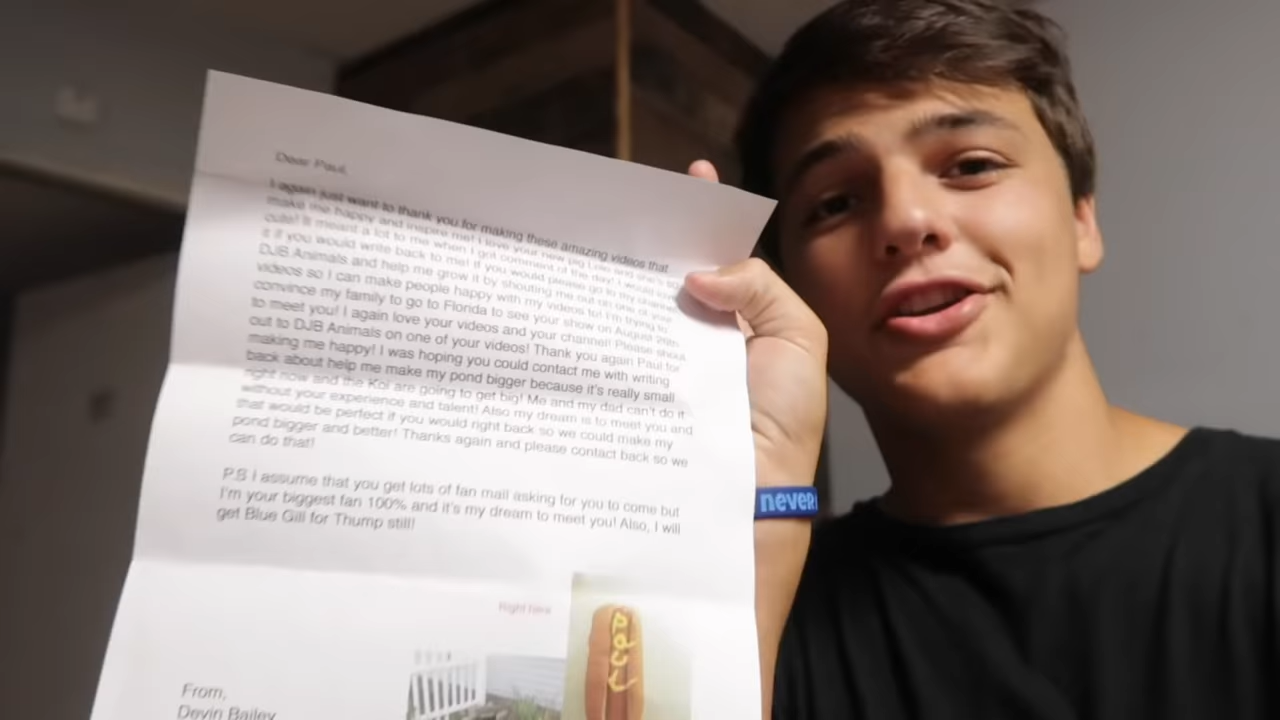 Dear Paul,
I again just want to thank you for making these amazing videos that
make me happy and inspire me! I love your new pig and she's so
cute! It meant a lot to me when I got comment of the day! I would love
it if you would write back to me! If you would please go to my channel
DJB Animals and help me grow it by shouting me out on one of your
videos so I can make people happy with my videos to! I'm trying to
convince my family to go to Florida to see your show on August
to meet you! I again love your videos and your channel! Please shout
out to DJB Animals on one of your videos! Thank you again Paul for
making me happy! I was hoping you could contact me with writing
back about help me make my pond bigger because it's really small
right now and the Koi are going to get big! Me and my dad can't do it
without your experience and talent! Also my dream is to meet you and
that would be perfect if you would right back so we could make my
pond bigger and better! Thanks again and please contact back so we
can do that!
P.S I assume that you get lots of fan mail asking for you to come but
I'm your biggest fan 100% and it's my dream to meet you! Also, I will
get Blue Gill for Thump still!
Right here
From,
Devin Bailey
never